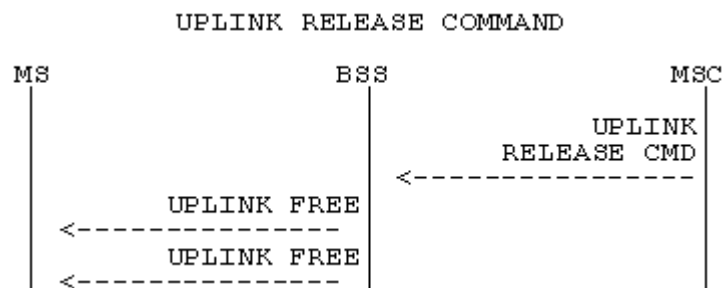 UPLINK RELEASE COMMAND
MS BSS MSC
UPLINK
RELEASE CMD
UPLINK FREE
UPLINK FREE